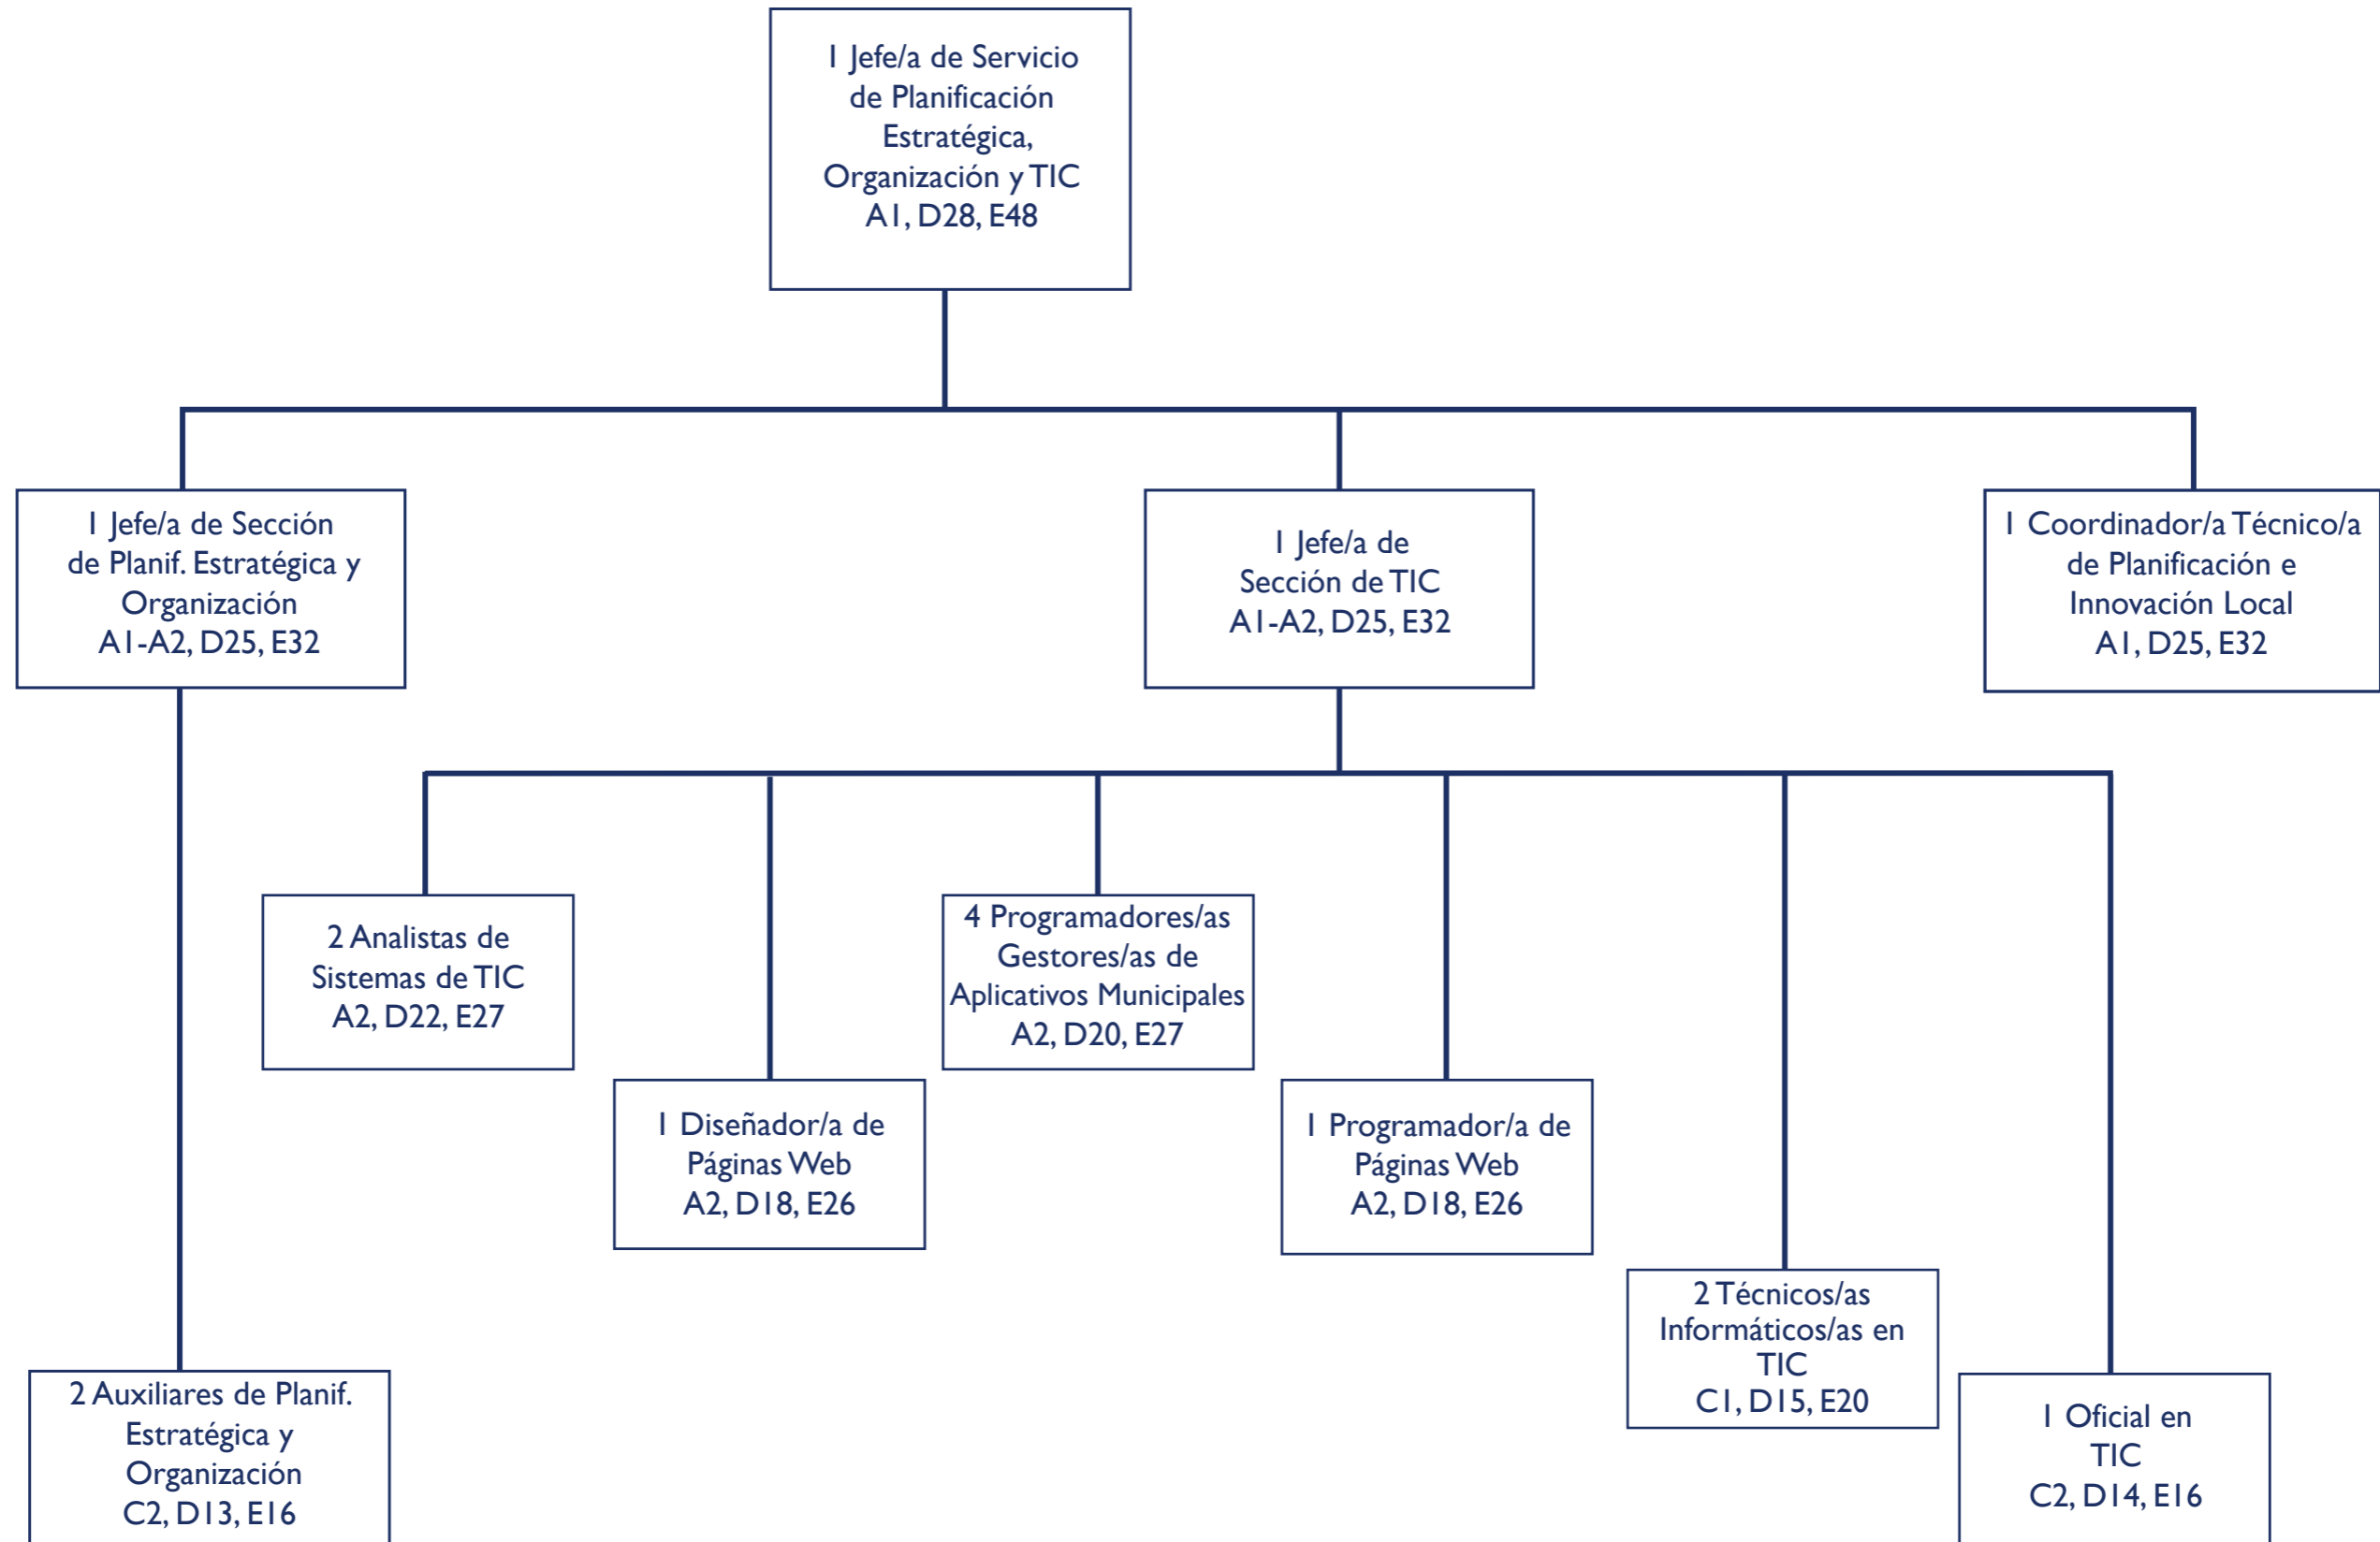 1 Jefe/a de Servicio
de Planificación
Estratégica,
Organización y TIC
A1, D28, E48
1 Jefe/a de Sección
de Planif. Estratégica y
Organización
A1-A2, D25, E32
1 Jefe/a de
Sección de TIC
A1-A2, D25, E32
1 Coordinador/a Técnico/a
de Planificación e
Innovación Local
A1, D25, E32
2 Analistas de
Sistemas de TIC
A2, D22, E27
4 Programadores/as
Gestores/as de
Aplicativos Municipales
A2, D20, E27
1 Diseñador/a de
Páginas Web
A2, D18, E26
1 Programador/a de
Páginas Web
A2, D18, E26
2 Técnicos/as
Informáticos/as en
TIC
C1, D15, E20
2 Auxiliares de Planif.
Estratégica y
Organización
C2, D13, E16
1 Oficial en
TIC
C2, D14, E16